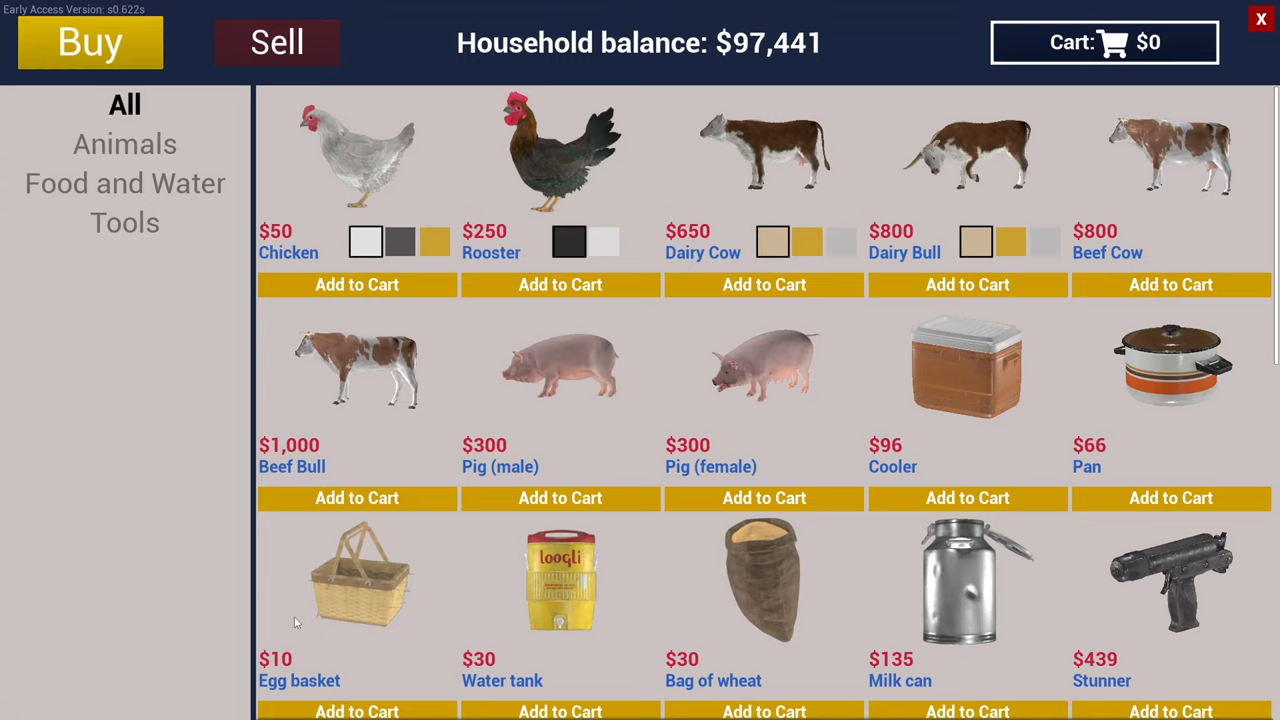 Early Access Version: s0.622s
Buy
Sell
Household balance: $97,441
Cart: $0
X
All
Animals
Food and Water
Tools
$50
Chicken
Add to Cart
$250
Rooster
Add to Cart
$650
Dairy Cow
Add to Cart
$800
Dairy Bull
Add to Cart
$800
Beef Cow
Add to Cart
$1,000
Beef Bull
Add to Cart
$300
Pig (male)
Add to Cart
$300
Pig (female)
Add to Cart
$96
Cooler
Add to Cart
$66
Pan
Add to Cart
$10
Egg basket
Add to Cart
loogli
$30
Water tank
Add to Cart
$30
Bag of wheat
Add to Cart
$135
Milk can
Add to Cart
$439
Stunner
Add to Cart